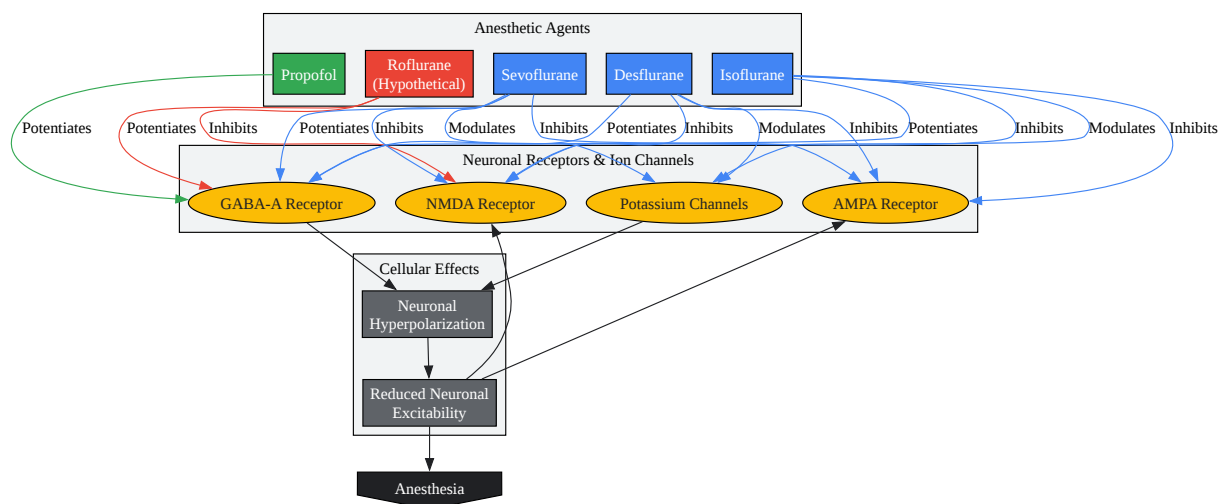 Anesthetic Agents
Propofol
Roflurane
(Hypothetical)
Sevoflurane
Desflurane
Isoflurane
Potentiates
Potentiates
Inhibits
Potentiates
Inhibits
Modulates
Inhibits
Potentiates
Inhibits
Modulates
Inhibits
Potentiates
Inhibits
Modulates
Inhibits
Neuronal Receptors & Ion Channels
GABA-A Receptor
NMDA Receptor
Potassium Channels
AMPA Receptor
Cellular Effects
Neuronal
Hyperpolarization
Reduced Neuronal
Excitability
Anesthesia